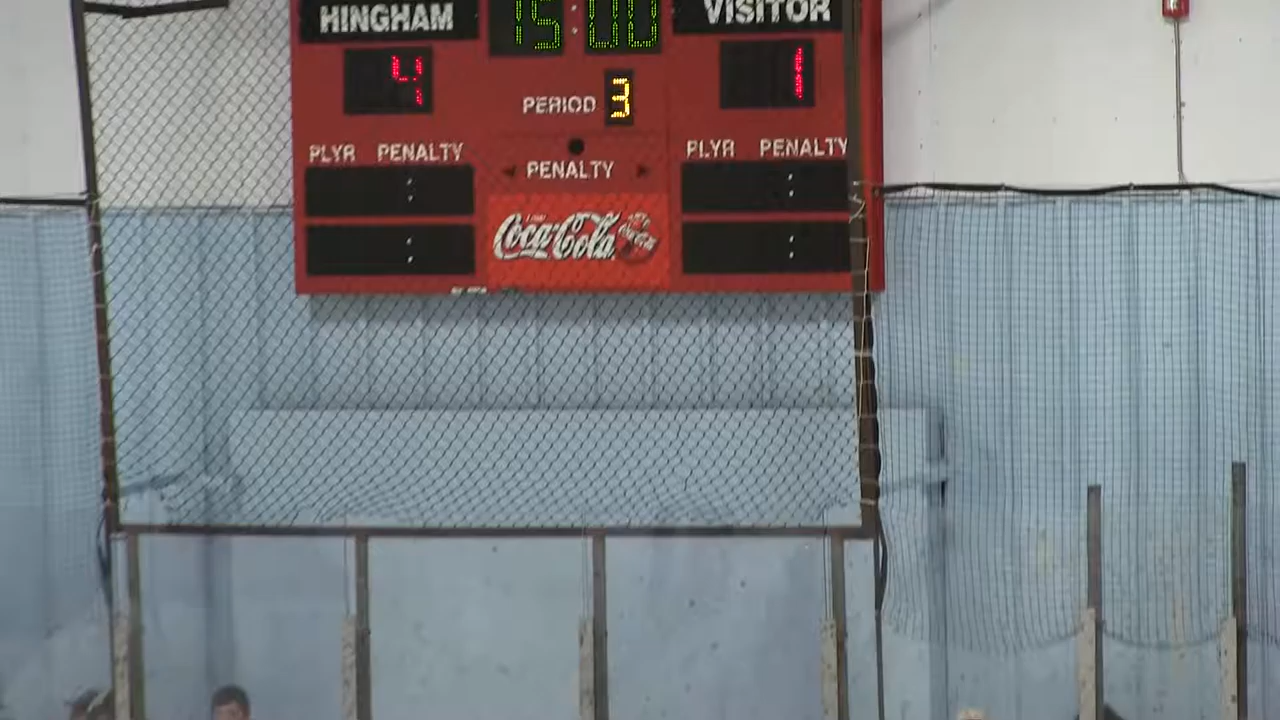 HINGHAM 15:00 VISITOR
4 PERIOD 3 1
PLYR PENALTY PENALTY PLYR PENALTY
Coca-Cola